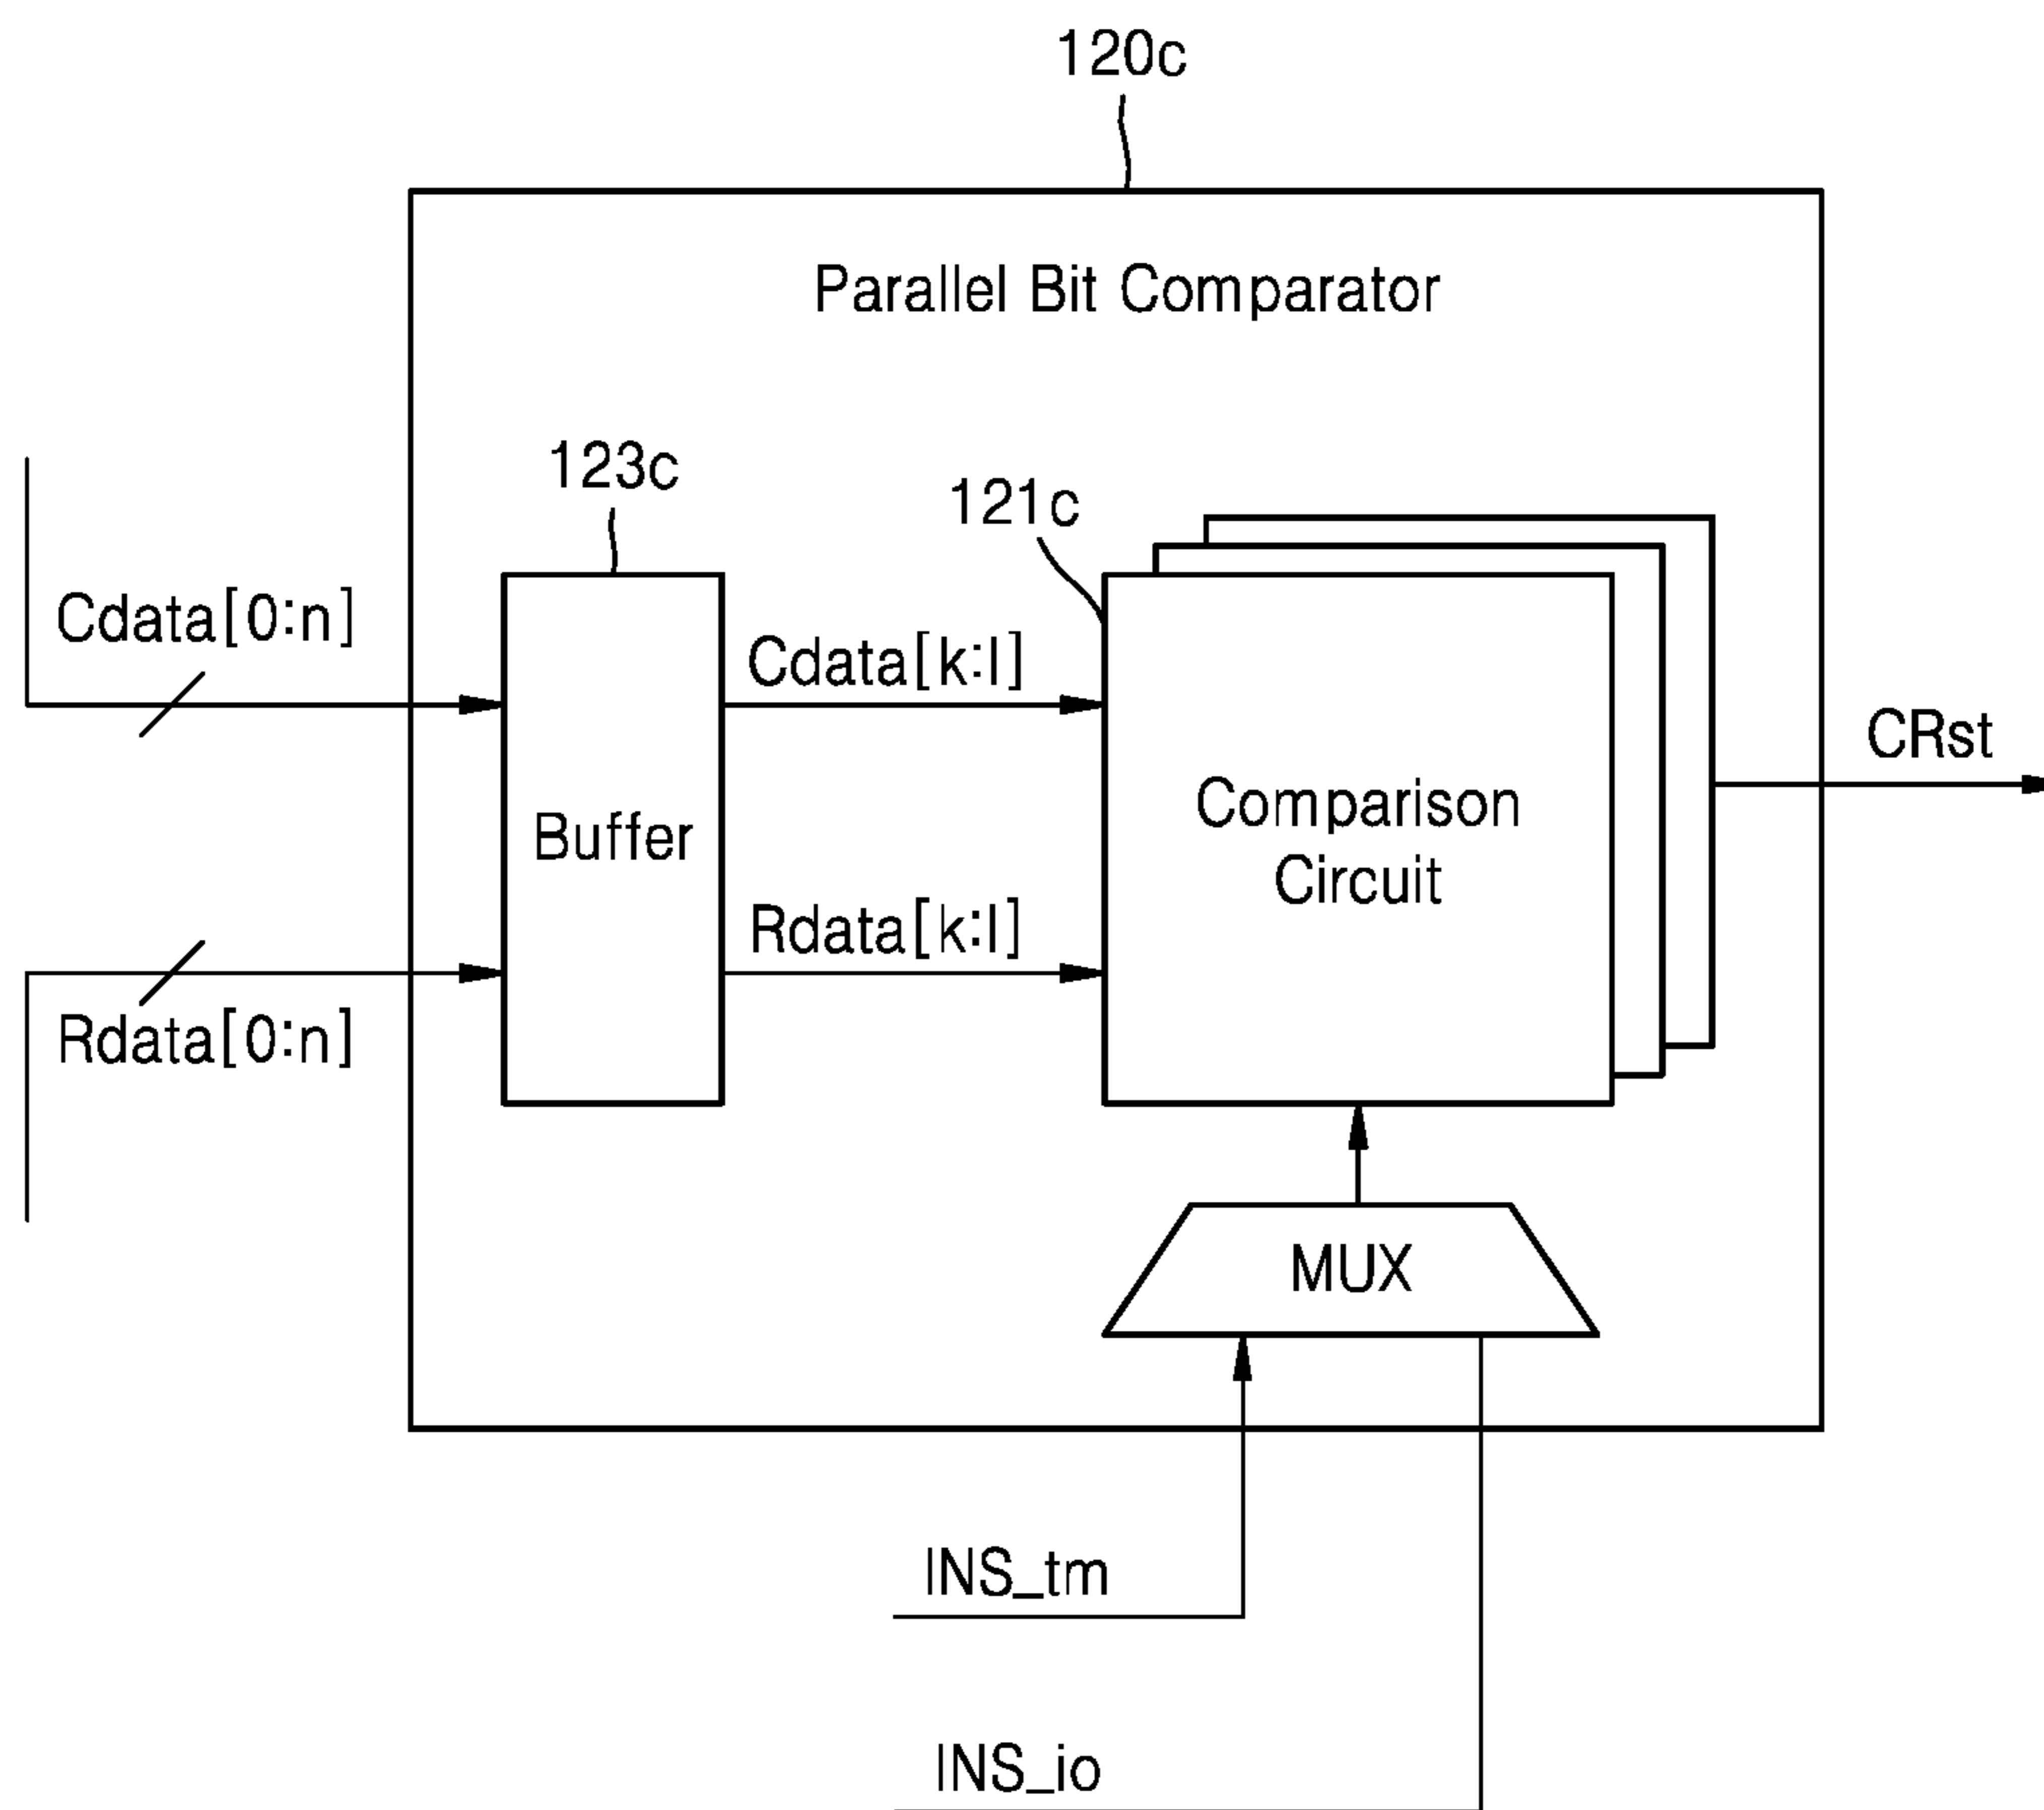 120c
Parallel Bit Comparator
123c
121c
Cdata[0:n]
Cdata[k:l]
CRst
Comparison
Circuit
Buffer
Rdata[k:l]
Rdata[0:n]
MUX
INS_tm
INS_io